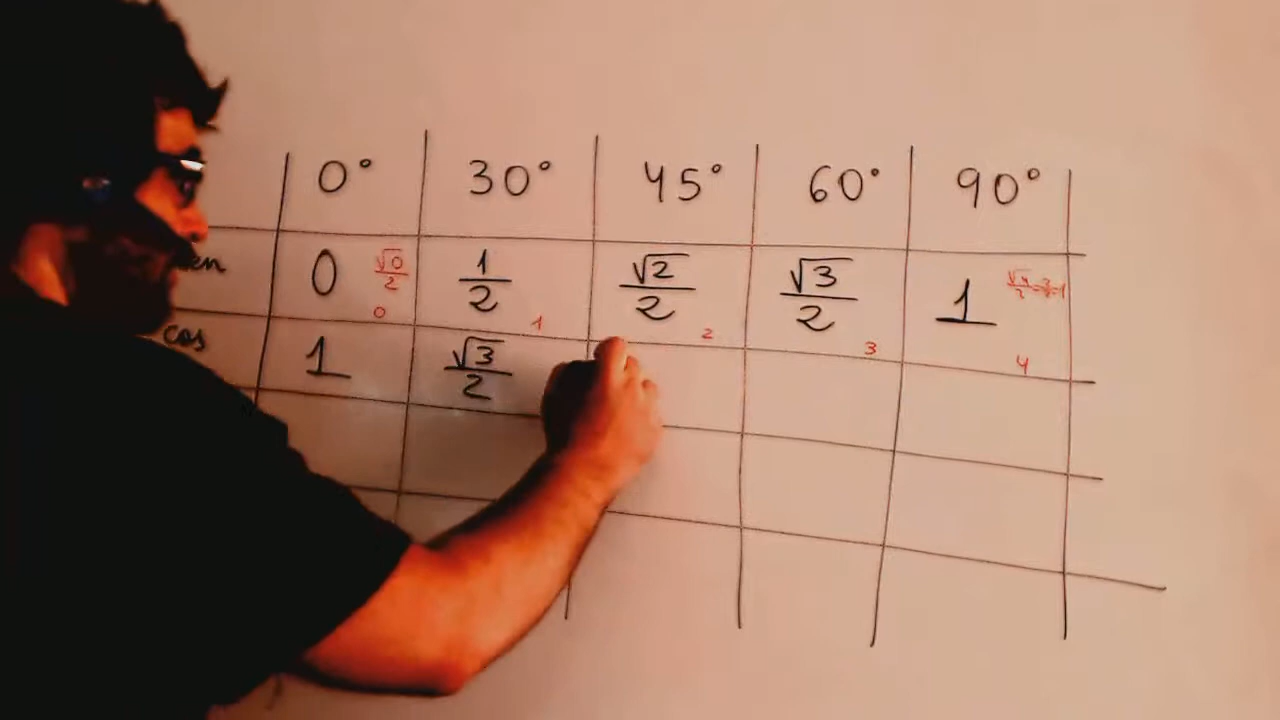 0° 30° 45° 60° 90°
0 √0/2 1/2 √2/2 √3/2 1
0 1 2 3 4
cos 1 √3/2